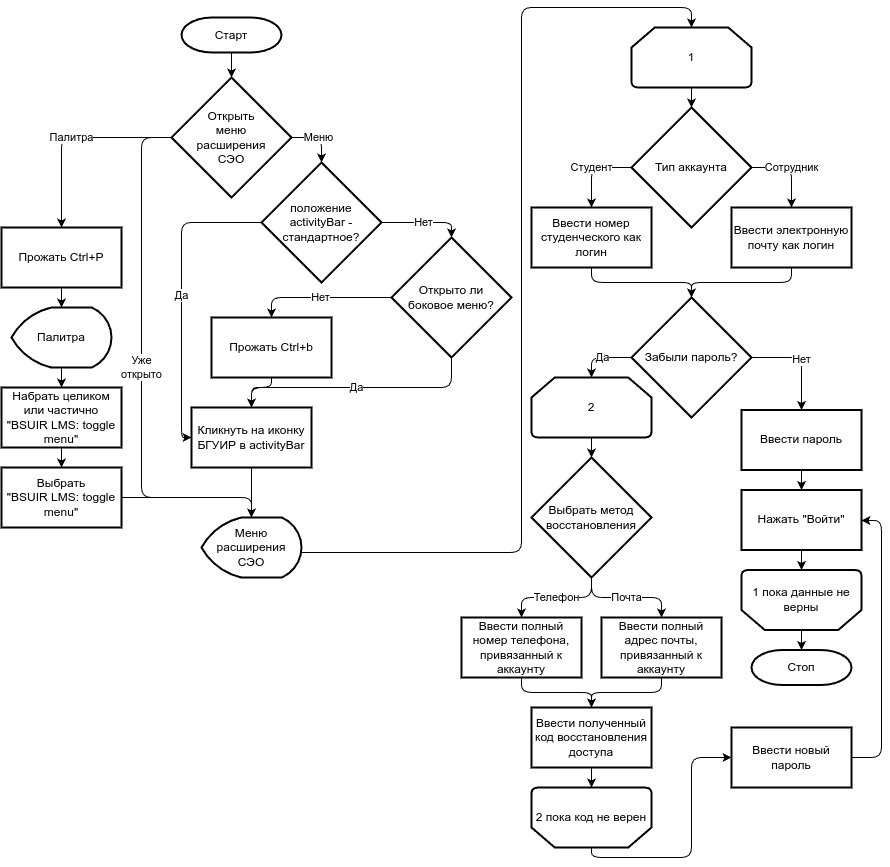 Старт
Открыть
меню
расширения
СЭО
Палитра
Меню
положение
activityBar -
стандартное?
Нет
Да
Открыто ли
боковое меню?
Нет
Прожать Ctrl+b
Да
Кликнуть на иконку
БГУИР в activityBar
Прожать Ctrl+P
Палитра
Уже
открыто
Набрать целиком
или частично
"BSUIR LMS: toggle
menu"
Выбрать
"BSUIR LMS: toggle
menu"
Меню
расширения
СЭО
1
Тип аккаунта
Студент
Сотрудник
Ввести номер
студенческого как
логин
Ввести электронную
почту как логин
Забыли пароль?
Да
Нет
2
Ввести пароль
Выбрать метод
восстановления
Нажать "Войти"
1 пока данные не
верны
Стоп
Телефон
Почта
Ввести полный
номер телефона,
привязанный к
аккаунту
Ввести полный
адрес почты,
привязанный к
аккаунту
Ввести полученный
код восстановления
доступа
Ввести новый
пароль
2 пока код не верен